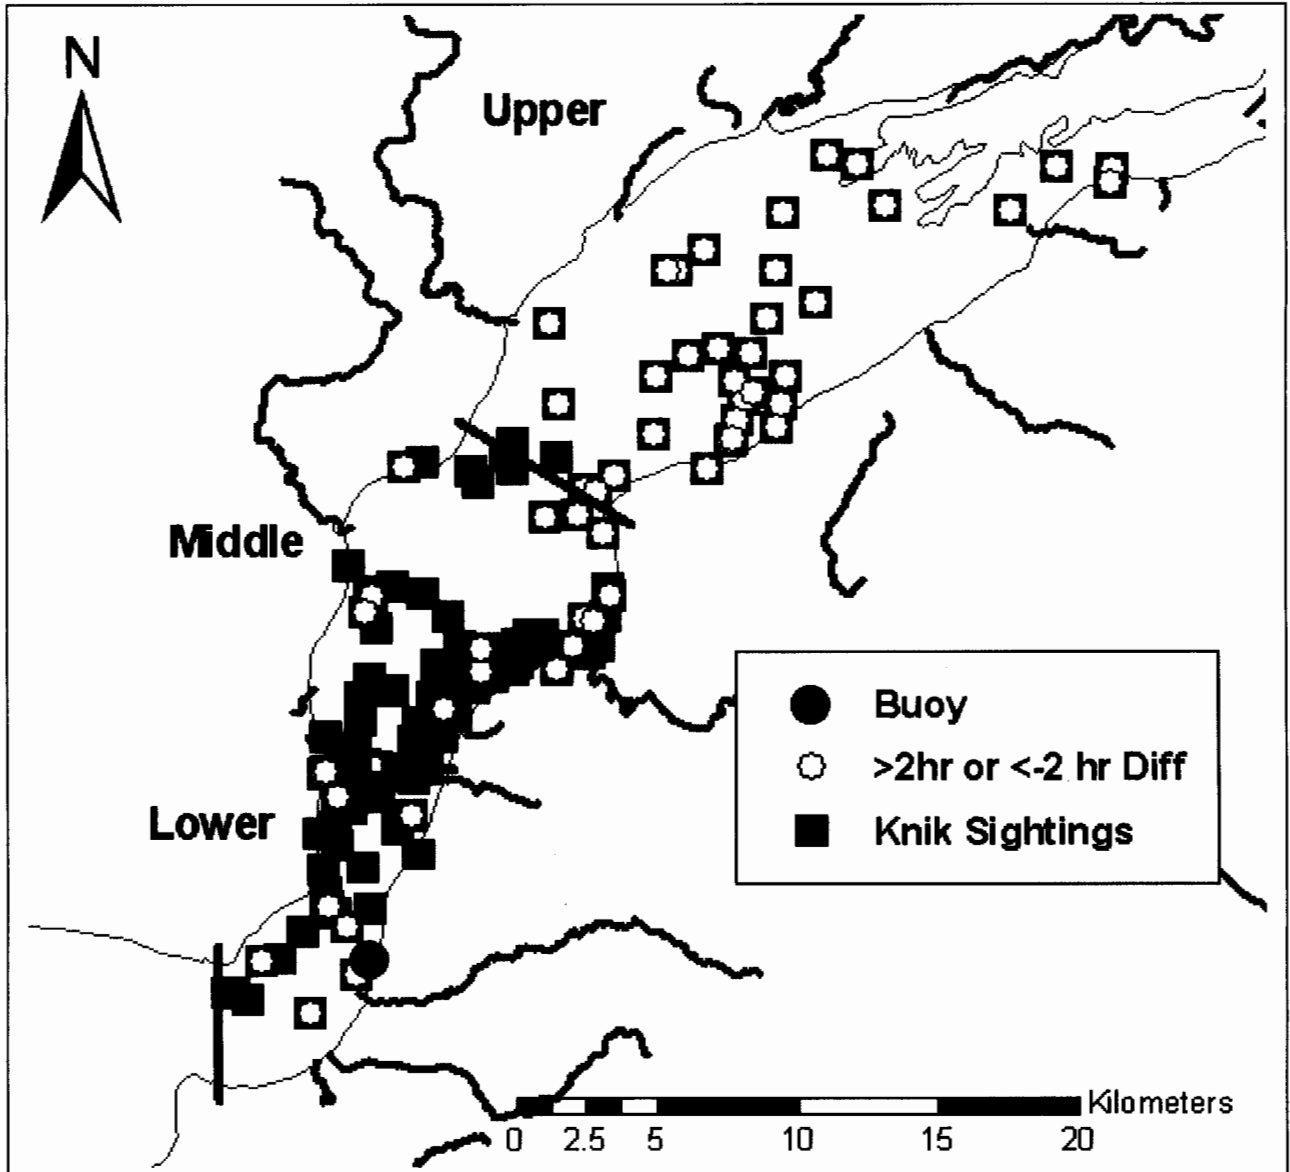 N
Upper
Middle
Lower
Buoy
>2hr or <-2 hr Diff
Knik Sightings
Kilometers
0 2.5 5 10 15 20